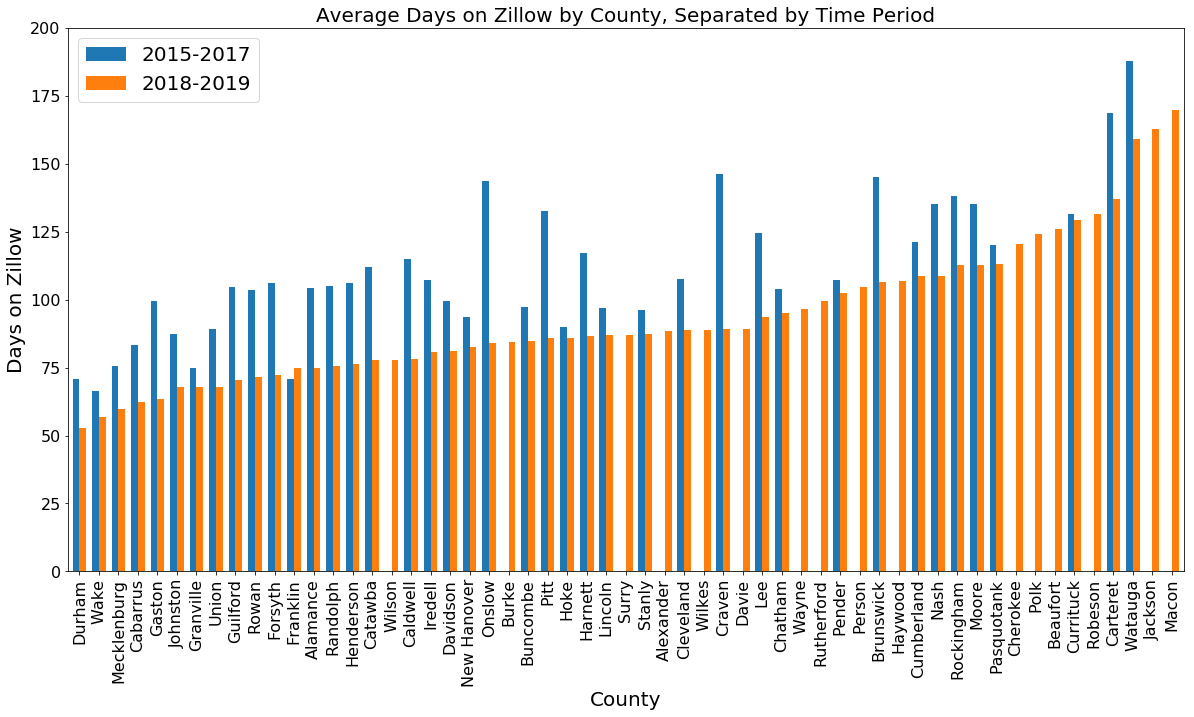 Average Days on Zillow by County, Separated by Time Period
200
175
150
125
100
75
50
25
0
Days on Zillow
2015-2017
2018-2019
Durham
Wake
Mecklenburg
Cabarrus
Gaston
Johnston
Granville
Union
Guilford
Rowan
Forsyth
Franklin
Alamance
Randolph
Henderson
Catawba
Wilson
Caldwell
Iredell
Davidson
New Hanover
Onslow
Burke
Buncombe
Pitt
Hoke
Harnett
Lincoln
Surry
Stanly
Alexander
Cleveland
Wilkes
Craven
Davie
Lee
Chatham
Wayne
Rutherford
Pender
Person
Brunswick
Haywood
Cumberland
Nash
Rockingham
Moore
Pasquotank
Cherokee
Polk
Beaufort
Currituck
Robeson
Carteret
Watauga
Jackson
Macon
County